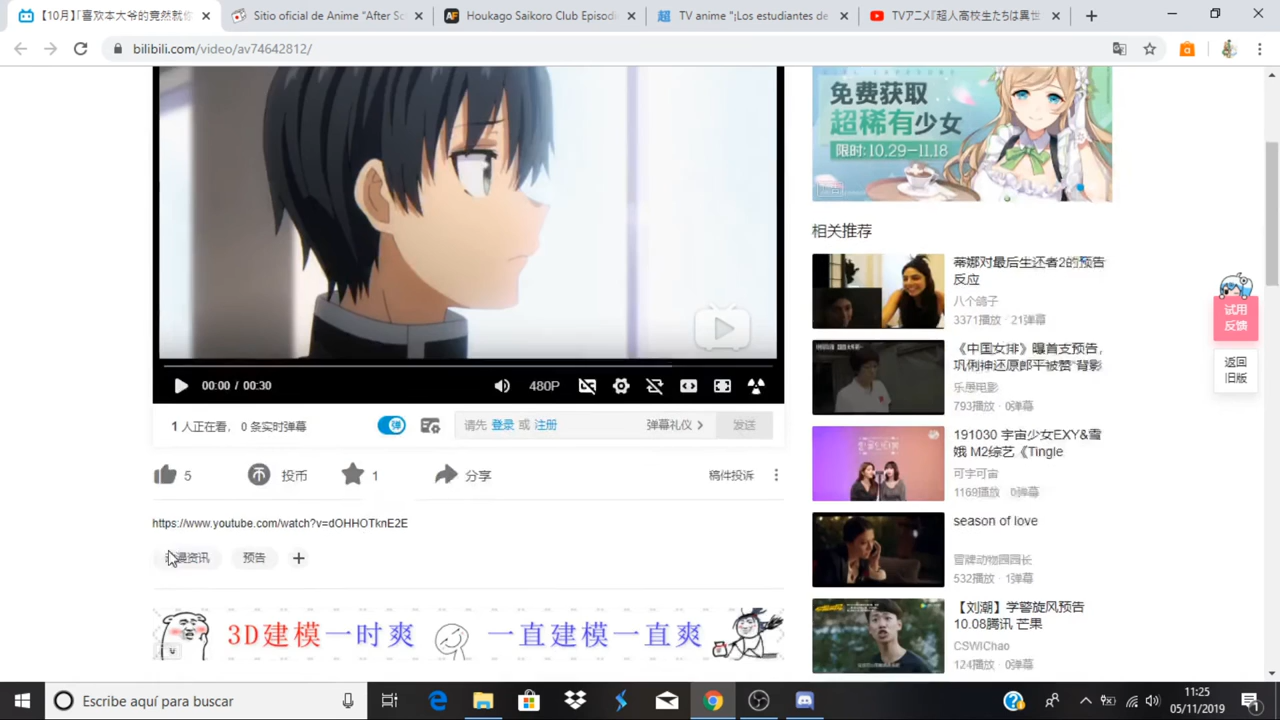 【10月】「喜欢本大爷的竟然就你
Sitio oficial de Anime "After Sc
Houkago Saikoro Club Episodi
TV anime "¡Los estudiantes de
TVアニメ『超人高校生たちは異世
bilibili.com/video/av74642812/
免费获取
超稀有少女
限时: 10.29—11.18
相关推荐
蒂娜对最后生还者2的预告
反应
八个鸽子
3371播放 · 21弹幕
试用
反馈
返回
旧版
《中国女排》曝首支预告，
巩俐神还原郎平被赞"背影
乐愚电影
793播放 · 0弹幕
00:00 / 00:30
480P
1 人正在看， 0 条实时弹幕
弹
请先 登录 或 注册
弹幕礼仪
发送
191030 宇宙少女EXY&雪
娥 M2综艺《Tingle
可宇可宙
1169播放 · 0弹幕
5
投币
1
分享
稿件投诉
https://www.youtube.com/watch?v=dOHHOTknE2E
漫资讯
预告
season of love
冒牌动物园园长
532播放 · 1弹幕
3D建模一时爽
一直建模一直爽
【刘潮】学警旋风预告
10.08腾讯 芒果
CSWIChao
124播放 · 0弹幕
Escribe aquí para buscar
11:25
05/11/2019